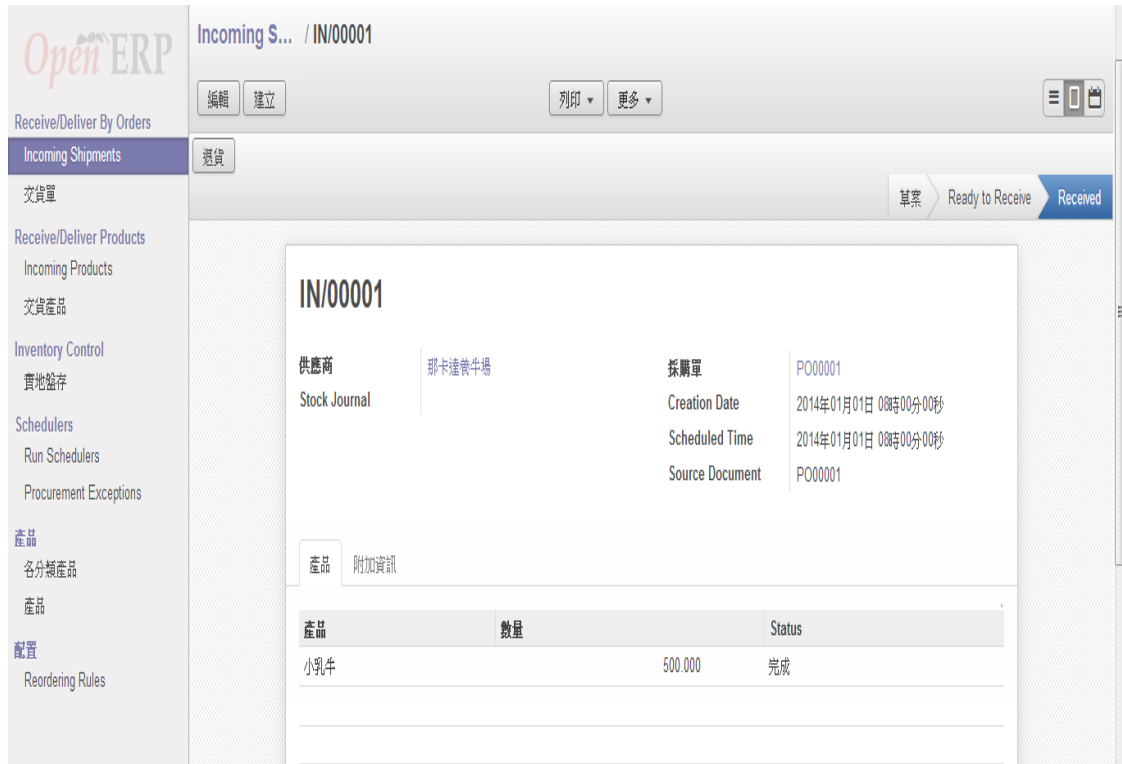 OpenERP
Receive/Deliver By Orders
Incoming Shipments
交貨單
Receive/Deliver Products
Incoming Products
交貨產品
Inventory Control
實地盤存
Schedulers
Run Schedulers
Procurement Exceptions
產品
各分類產品
產品
配置
Reordering Rules
Incoming S... / IN/00001
編輯 建立 列印 更多
退貨
草案 Ready to Receive Received
IN/00001
供應商 那卡達養牛場 採購單 PO00001
Stock Journal Creation Date 2014年01月01日 08時00分00秒
Scheduled Time 2014年01月01日 08時00分00秒
Source Document PO00001
產品 附加資訊
產品 數量 Status
小乳牛 500.000 完成